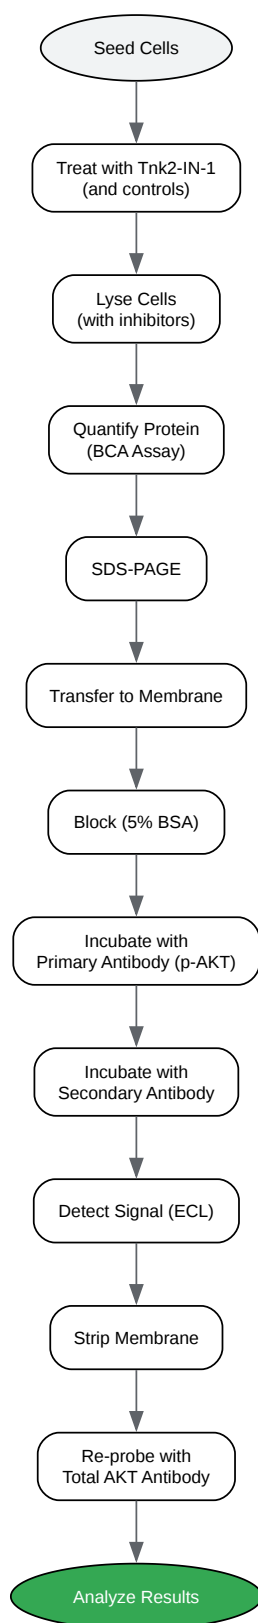 Seed Cells
Treat with Tnk2-IN-1
(and controls)
Lyse Cells
(with inhibitors)
Quantify Protein
(BCA Assay)
SDS-PAGE
Transfer to Membrane
Block (5% BSA)
Incubate with
Primary Antibody (p-AKT)
Incubate with
Secondary Antibody
Detect Signal (ECL)
Strip Membrane
Re-probe with
Total AKT Antibody
Analyze Results